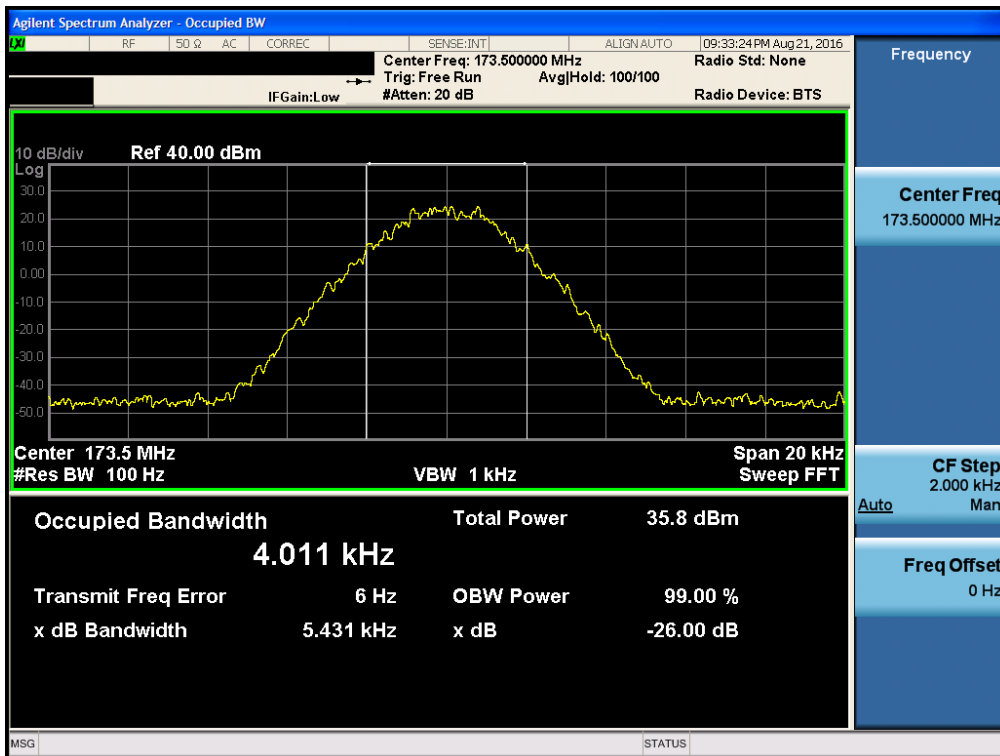 Agilent Spectrum Analyzer - Occupied BW
LXI RF 50 Ω AC CORREC SENSE:INT ALIGN AUTO 09:33:24 PM Aug 21, 2016
Center Freq: 173.500000 MHz Radio Std: None
Trig: Free Run Avg|Hold: 100/100
IFGain:Low #Atten: 20 dB Radio Device: BTS
10 dB/div Ref 40.00 dBm
Log
30.0
20.0
10.0
0.00
-10.0
-20.0
-30.0
-40.0
-50.0
Center 173.5 MHz Span 20 kHz
#Res BW 100 Hz VBW 1 kHz Sweep FFT
Occupied Bandwidth Total Power 35.8 dBm
4.011 kHz
Transmit Freq Error 6 Hz OBW Power 99.00 %
x dB Bandwidth 5.431 kHz x dB -26.00 dB
MSG STATUS
Frequency
Center Freq
173.500000 MHz
CF Step
2.000 kHz
Auto Man
Freq Offset
0 Hz